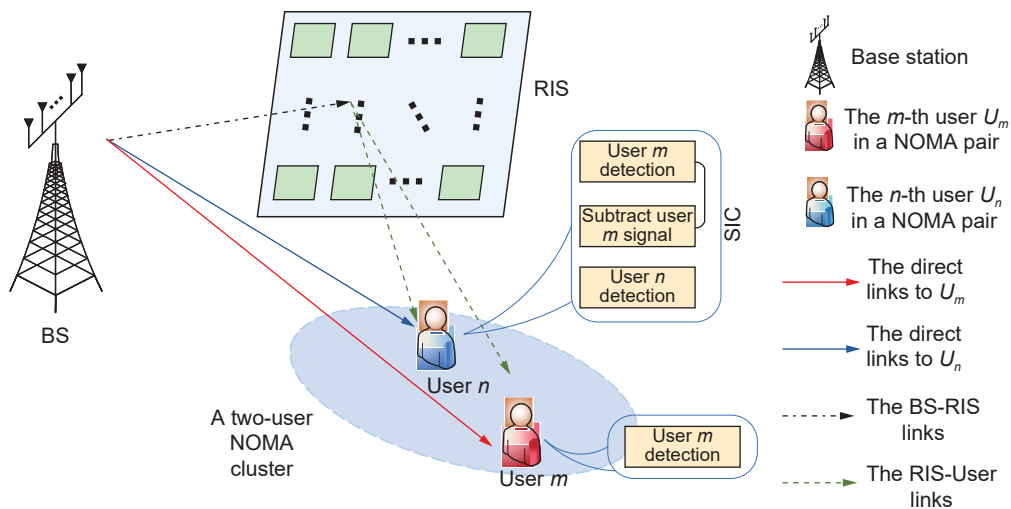 BS
RIS
User m
detection
Subtract user
m signal
User n
detection
SIC
User n
User m
A two-user
NOMA
cluster
User m
detection
Base station
The m-th user Um
in a NOMA pair
The n-th user Un
in a NOMA pair
The direct
links to Um
The direct
links to Un
The BS-RIS
links
The RIS-User
links